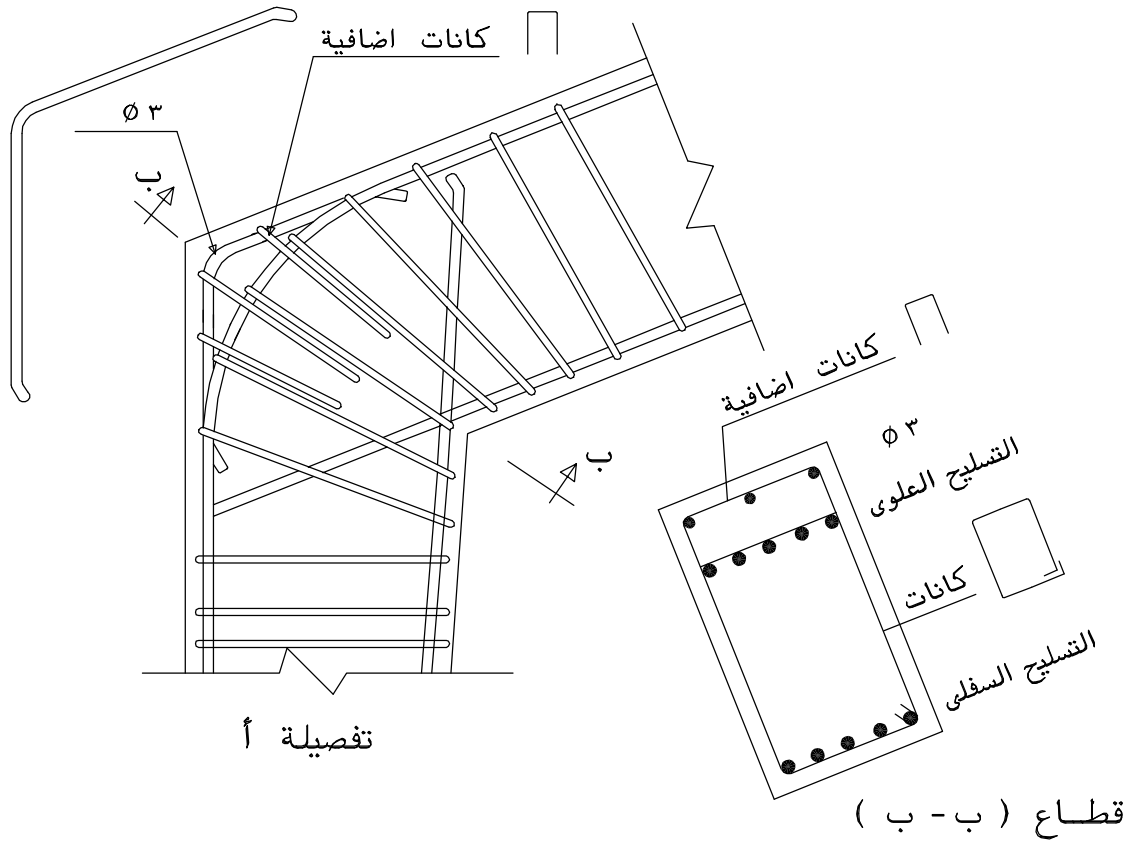 كانات اضافية
Ø ٣
ب
ب
كانات اضافية
Ø ٣
التسليح العلوى
كانات
التسليح السفلى
تفصيلة أ
قطاع ( ب - ب )